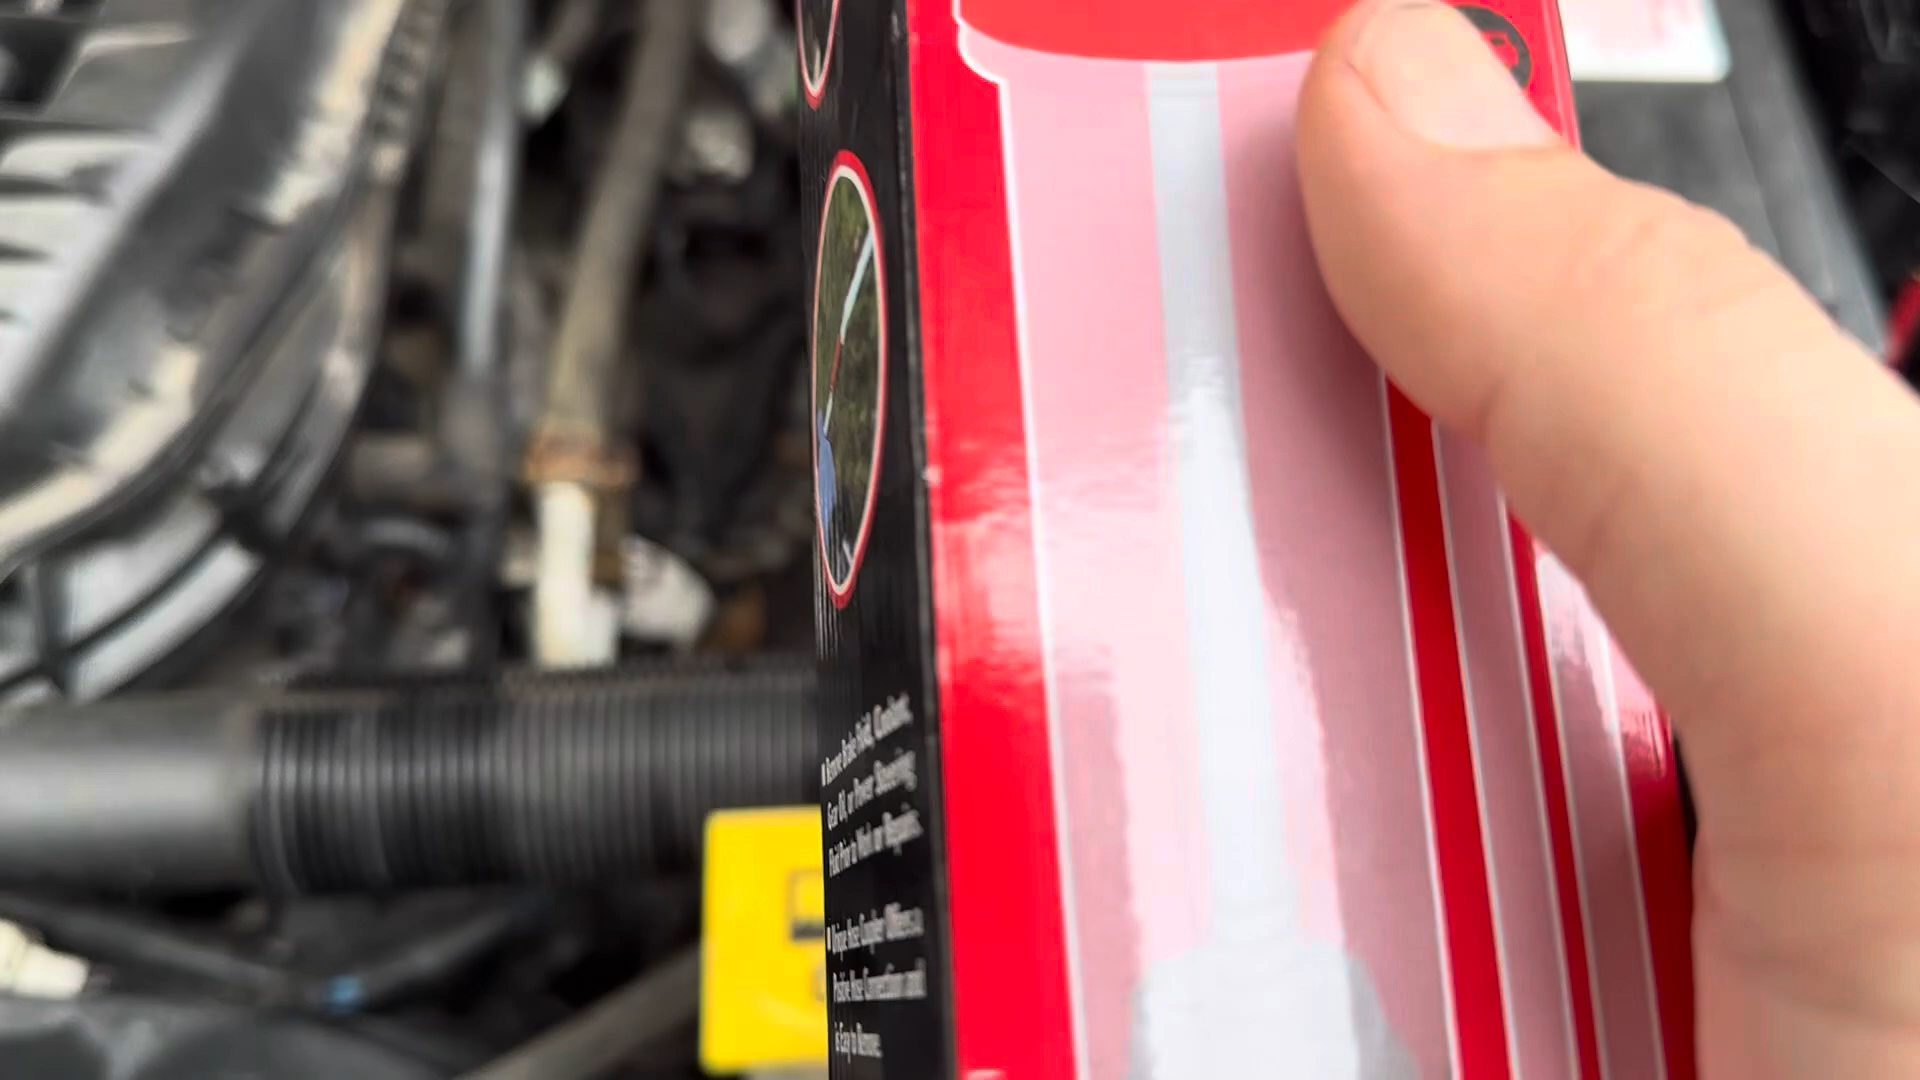 Remove Brake Fluid, Coolant,
Gear Oil, or Power Steering
Fluid Prior to Work or Repairs.
Unique Hose Coupler Offers a
Positive Hose Connection and
is Easy to Remove.